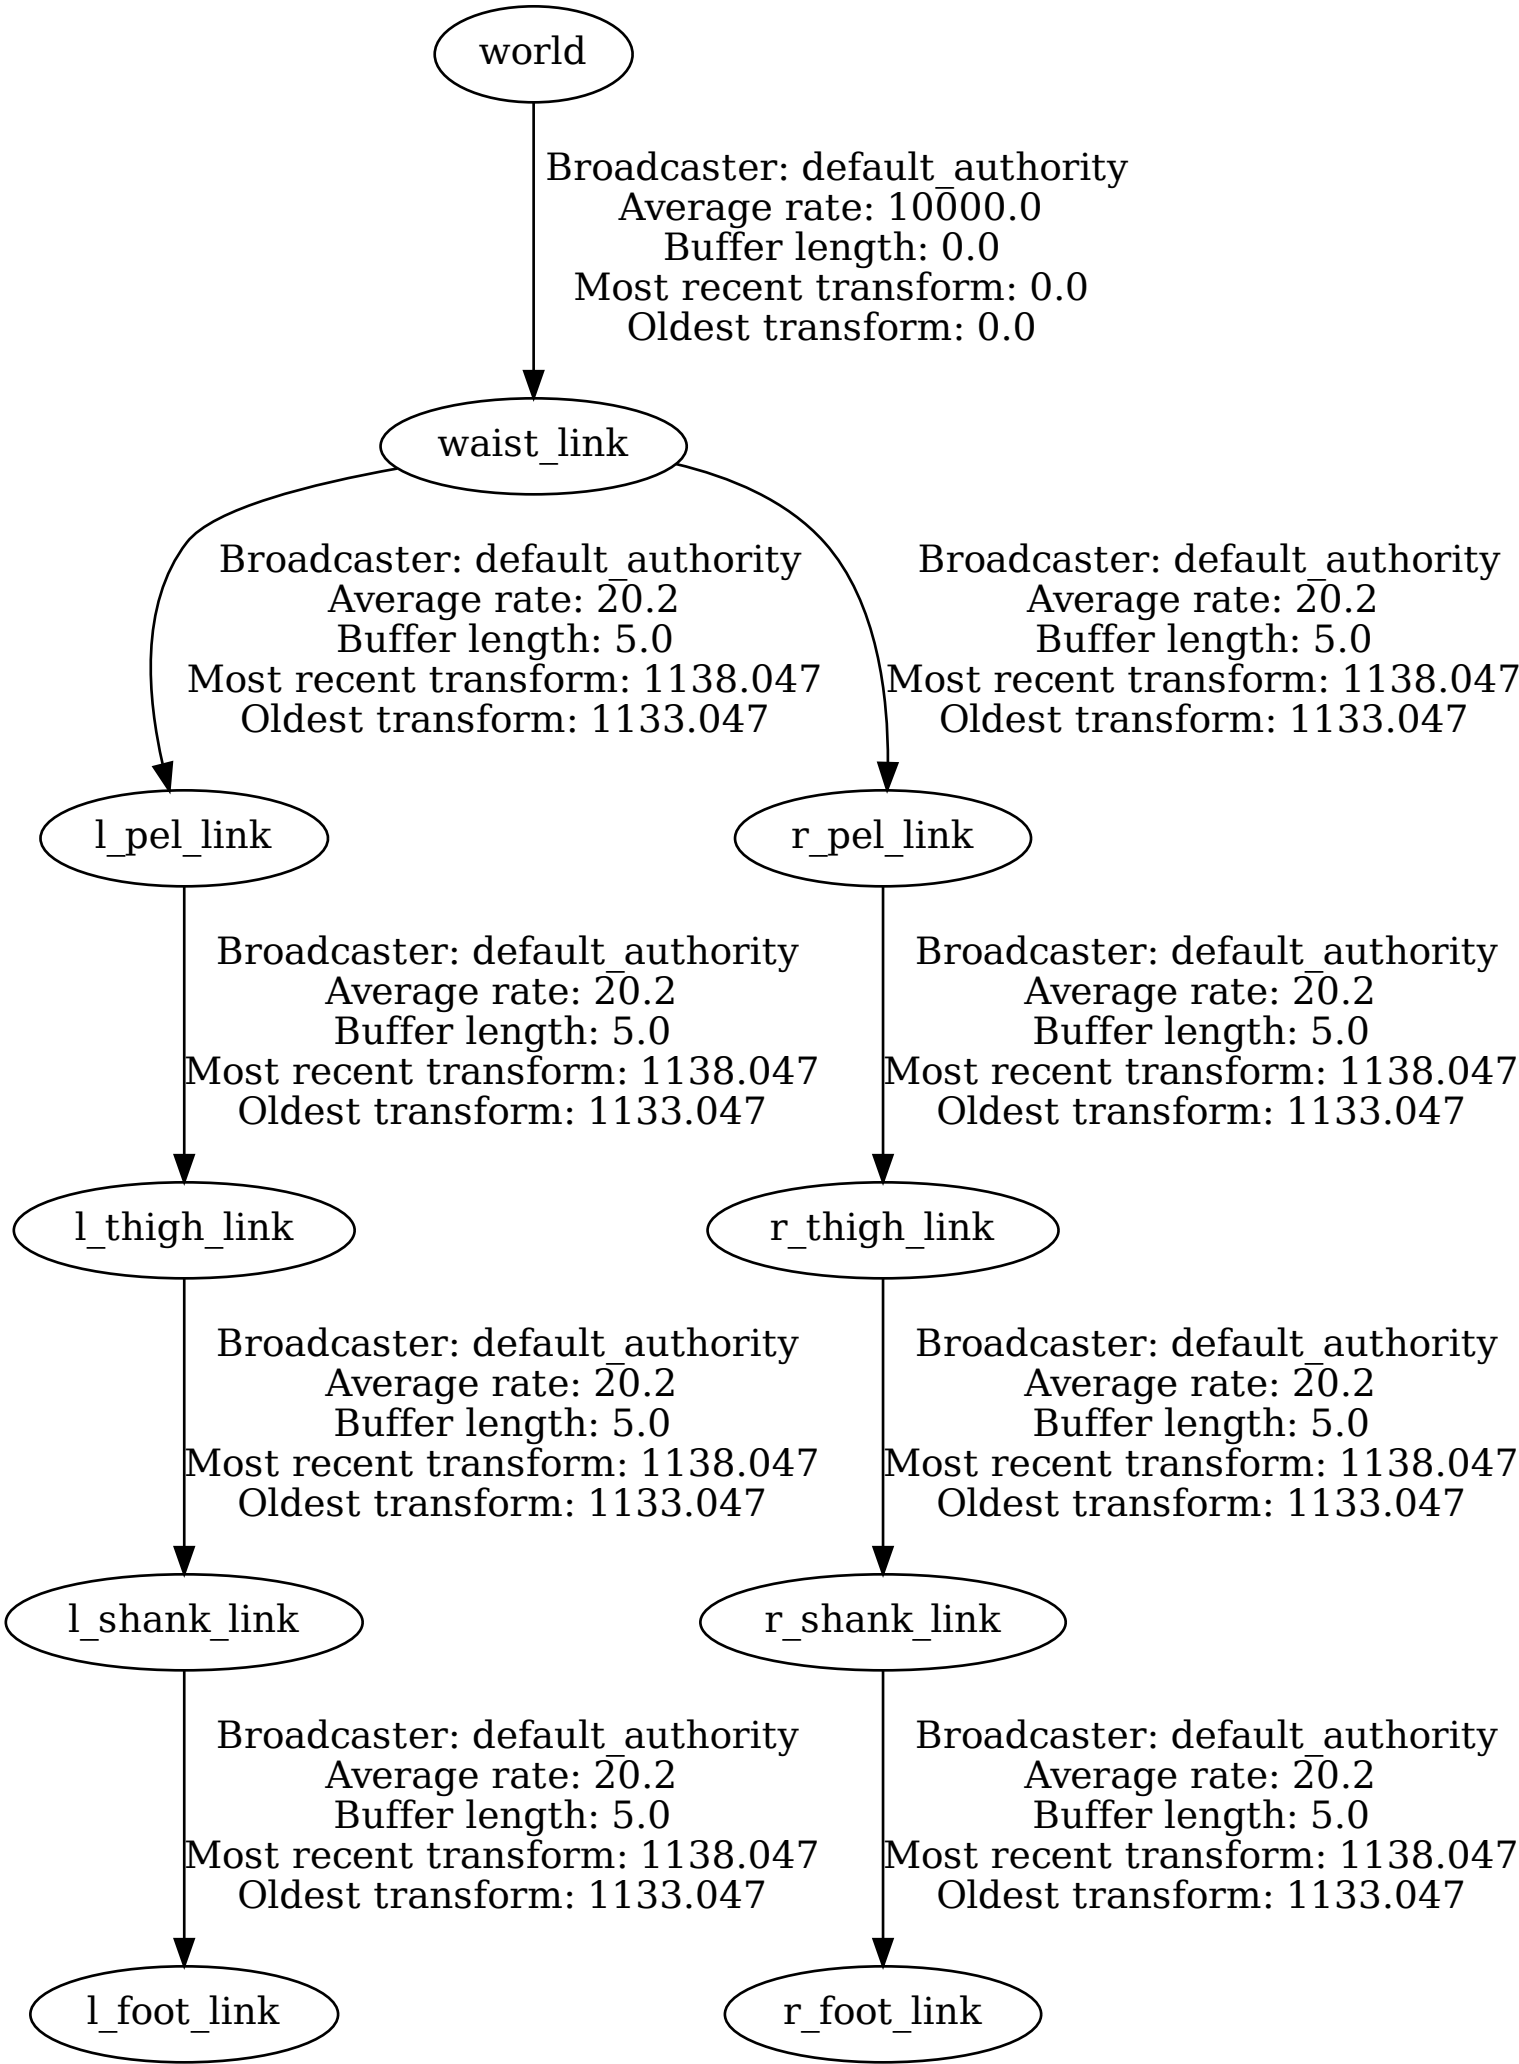 world
Broadcaster: default_authority
Average rate: 10000.0
Buffer length: 0.0
Most recent transform: 0.0
Oldest transform: 0.0
waist_link
Broadcaster: default_authority
Average rate: 20.2
Buffer length: 5.0
Most recent transform: 1138.047
Oldest transform: 1133.047
Broadcaster: default_authority
Average rate: 20.2
Buffer length: 5.0
Most recent transform: 1138.047
Oldest transform: 1133.047
l_pel_link
r_pel_link
Broadcaster: default_authority
Average rate: 20.2
Buffer length: 5.0
Most recent transform: 1138.047
Oldest transform: 1133.047
Broadcaster: default_authority
Average rate: 20.2
Buffer length: 5.0
Most recent transform: 1138.047
Oldest transform: 1133.047
l_thigh_link
r_thigh_link
Broadcaster: default_authority
Average rate: 20.2
Buffer length: 5.0
Most recent transform: 1138.047
Oldest transform: 1133.047
Broadcaster: default_authority
Average rate: 20.2
Buffer length: 5.0
Most recent transform: 1138.047
Oldest transform: 1133.047
l_shank_link
r_shank_link
Broadcaster: default_authority
Average rate: 20.2
Buffer length: 5.0
Most recent transform: 1138.047
Oldest transform: 1133.047
Broadcaster: default_authority
Average rate: 20.2
Buffer length: 5.0
Most recent transform: 1138.047
Oldest transform: 1133.047
l_foot_link
r_foot_link